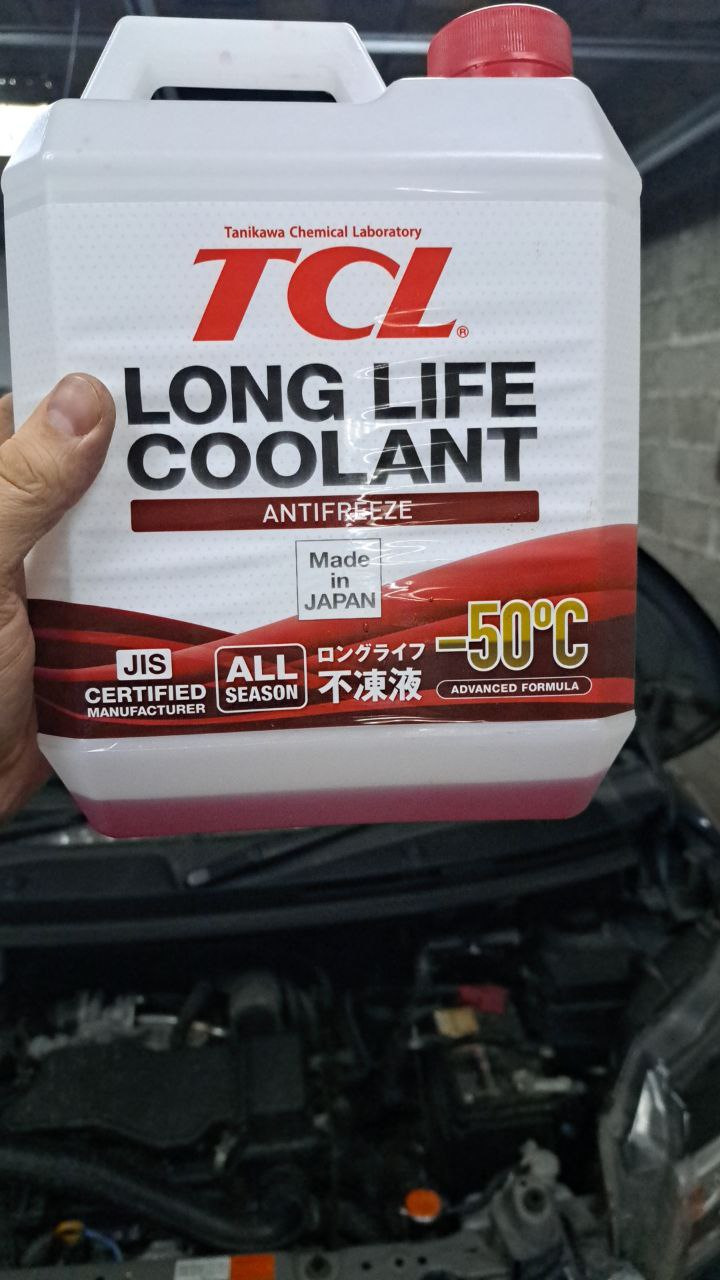 Tanikawa Chemical Laboratory
TCL®
LONG LIFE
COOLANT
ANTIFREEZE
Made
in
JAPAN
JIS
CERTIFIED
MANUFACTURER
ALL
SEASON
ロングライフ
不凍液
-50°C
ADVANCED FORMULA